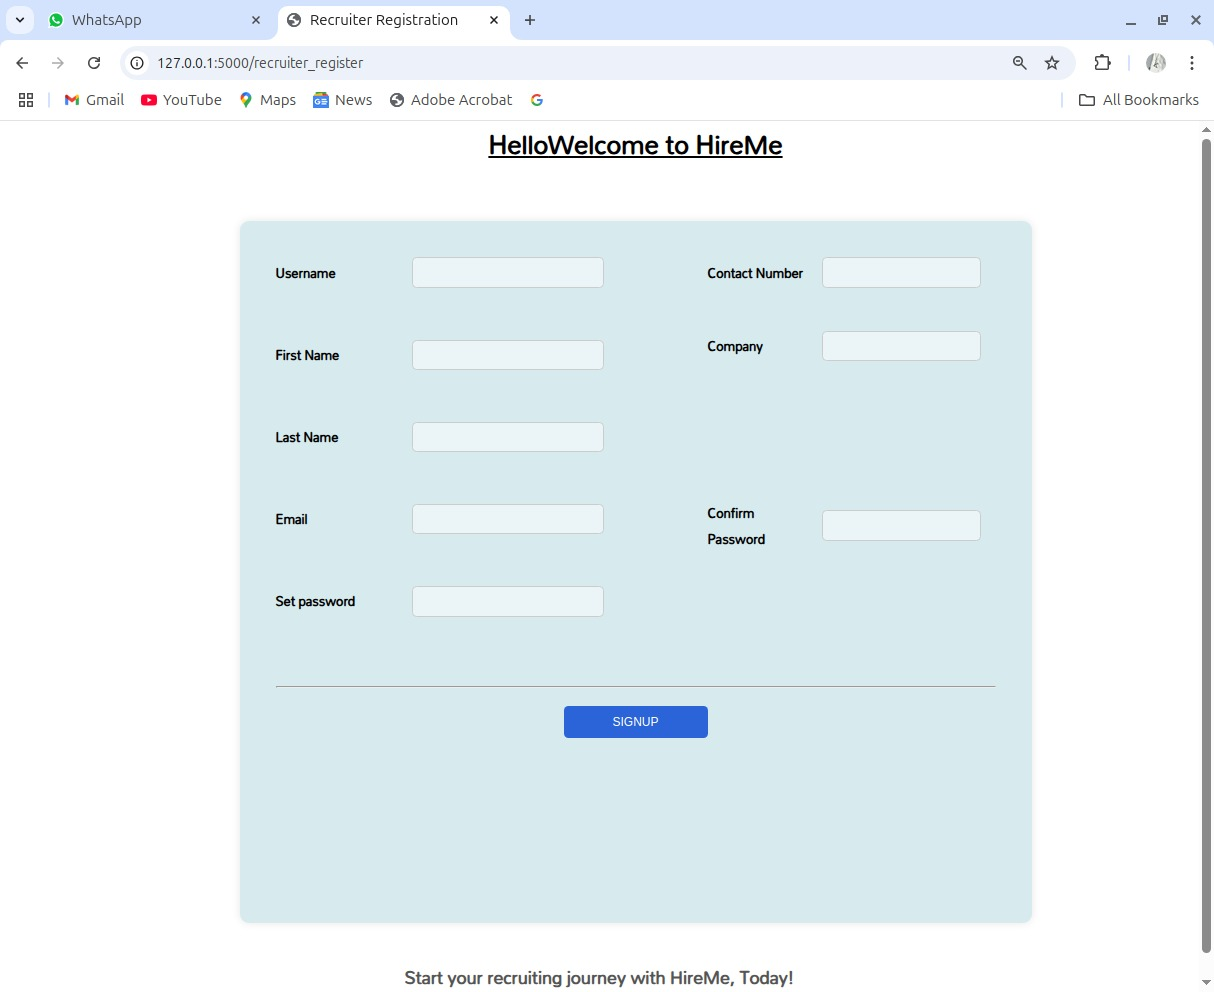 WhatsApp
Recruiter Registration
127.0.0.1:5000/recruiter_register
Gmail
YouTube
Maps
News
Adobe Acrobat
All Bookmarks
HelloWelcome to HireMe
Username
Contact Number
First Name
Company
Last Name
Email
Confirm
Password
Set password
SIGNUP
Start your recruiting journey with HireMe, Today!